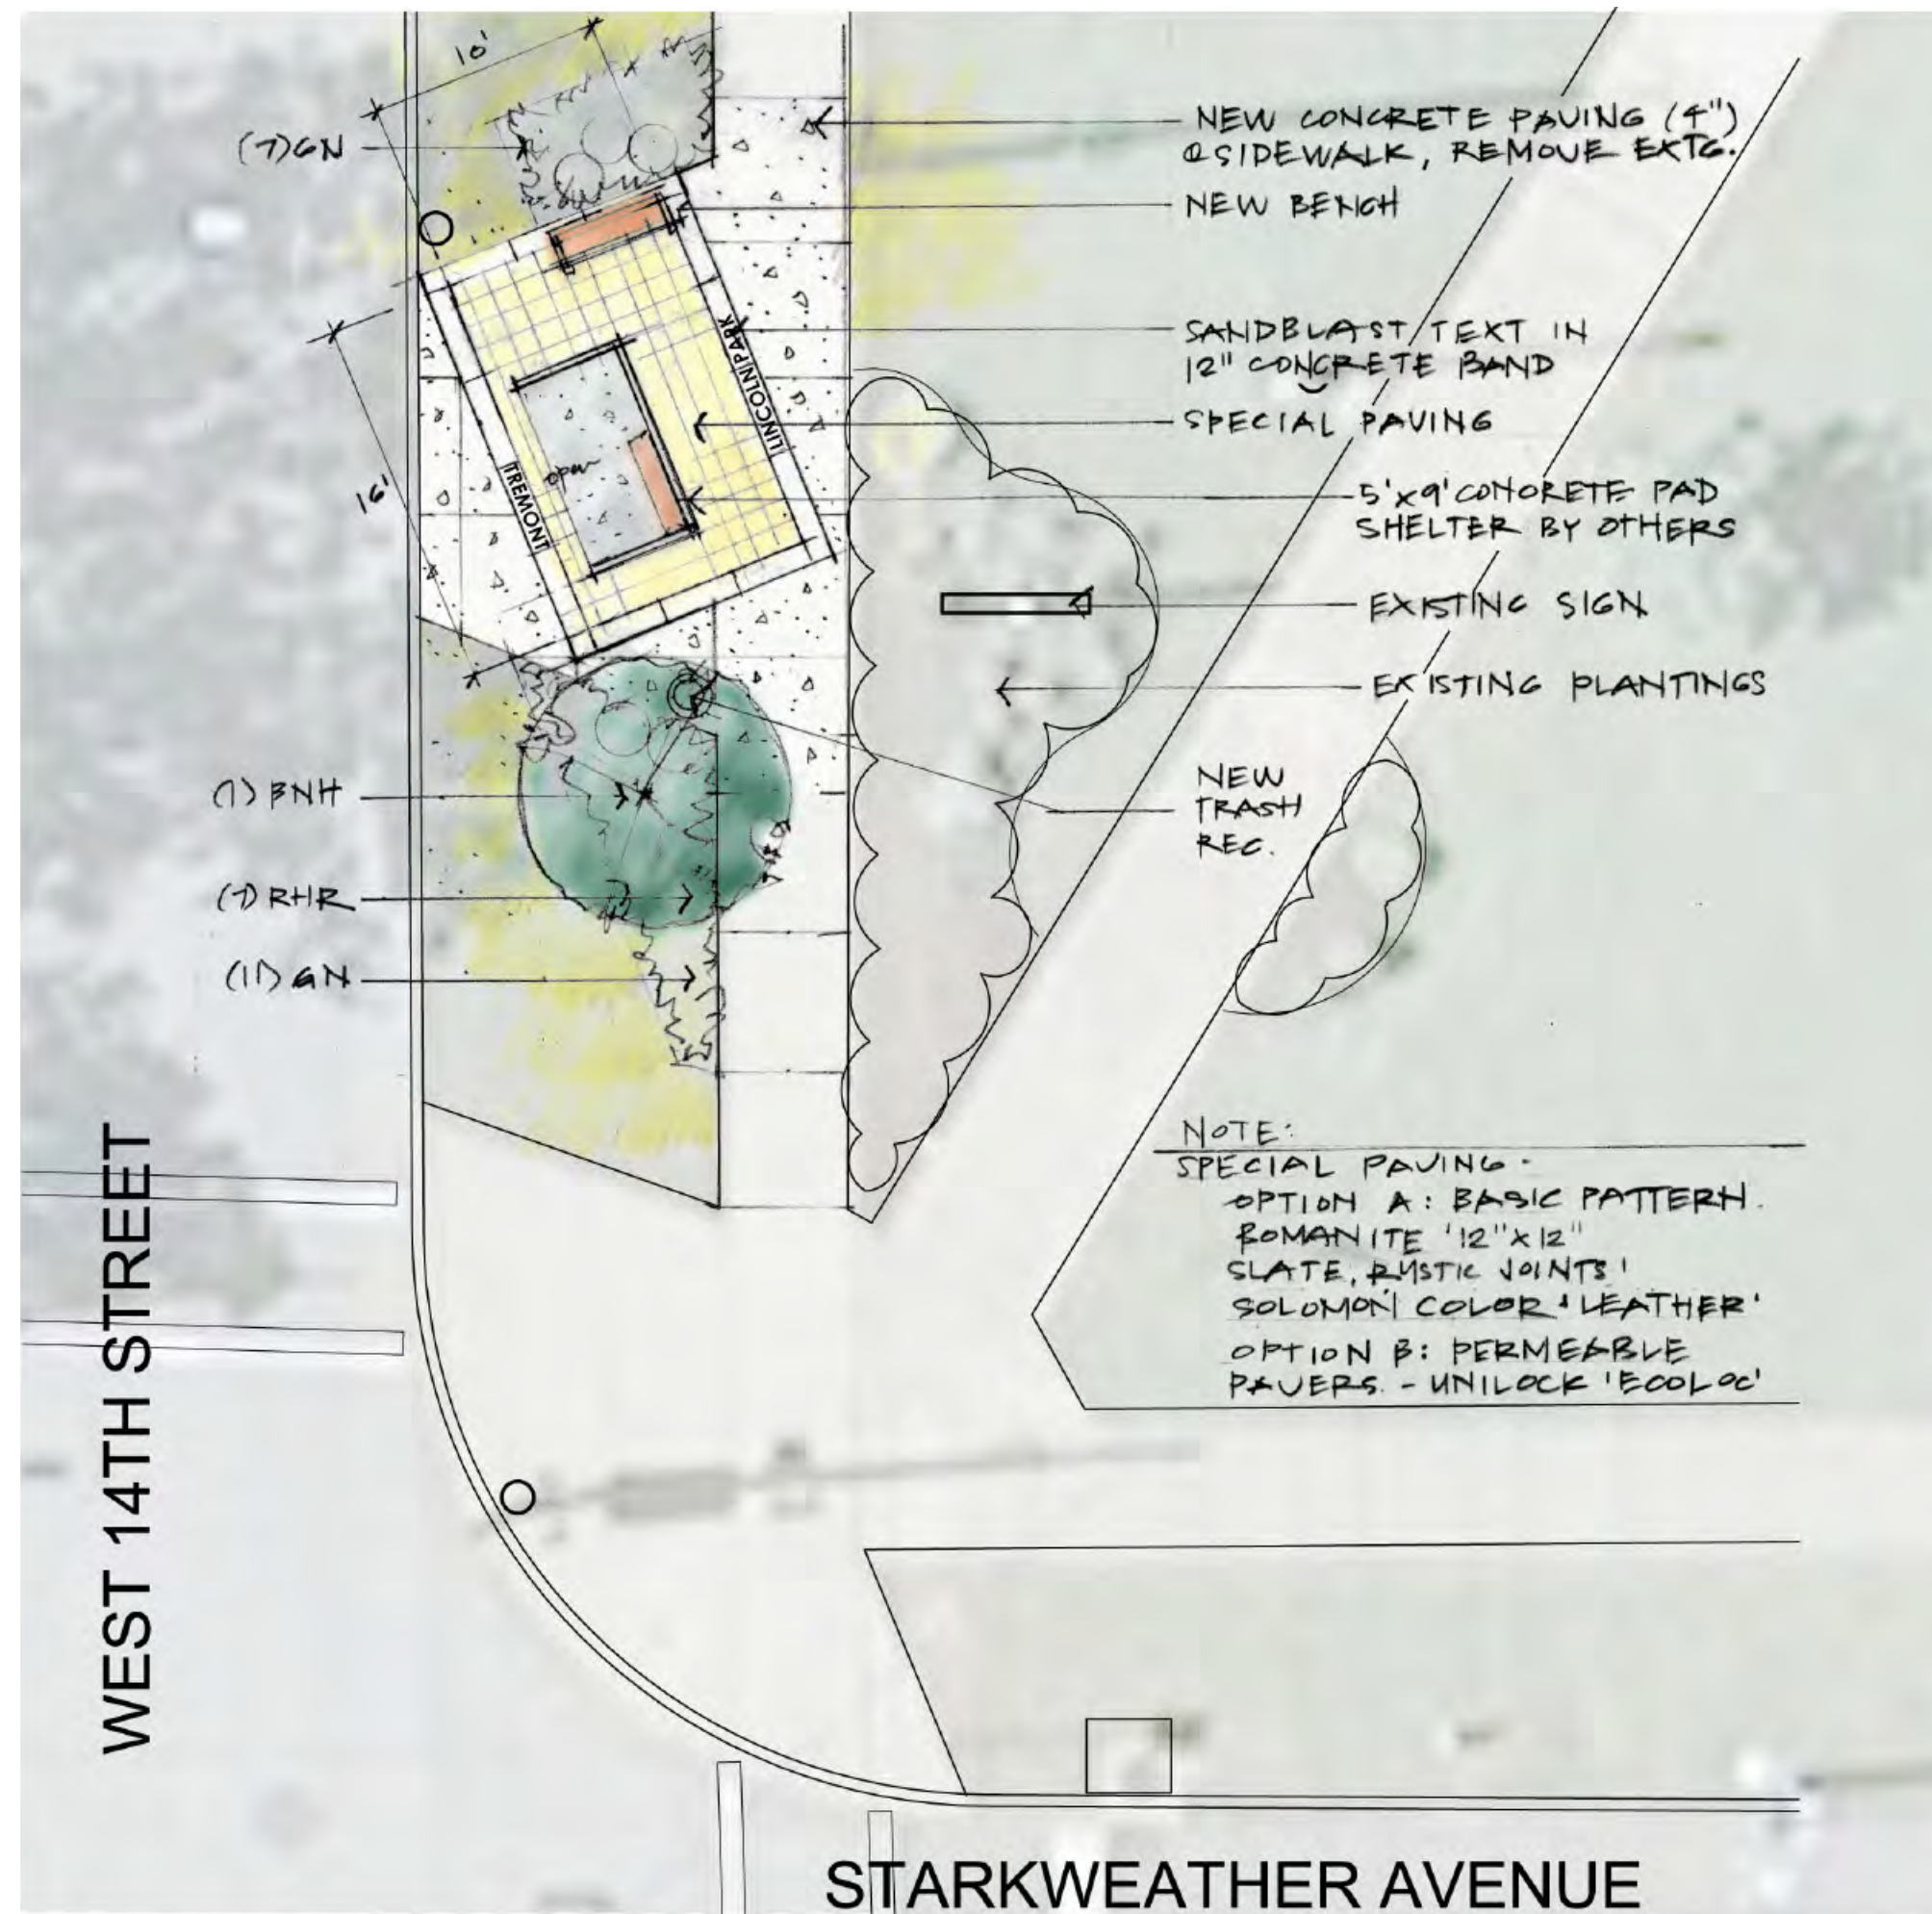 10'
(7) GN
NEW CONCRETE PAVING (4")
@ SIDEWALK, REMOVE EXTG.
NEW BENCH
SANDBLAST TEXT IN
12" CONCRETE BAND
SPECIAL PAVING
LINCOLN PARK
TREMONT
open
16'
5'x9' CONCRETE PAD
SHELTER BY OTHERS
EXISTING SIGN
EXISTING PLANTINGS
(1) BNH
NEW
TRASH
REC.
(7) RHR
(11) GN
NOTE:
SPECIAL PAVING -
OPTION A: BASIC PATTERN.
BOMANITE '12"X12"
SLATE, RUSTIC JOINTS'
SOLOMON COLOR 'LEATHER'
OPTION B: PERMEABLE
PAVERS. - UNILOCK 'ECOLOC'
WEST 14TH STREET
STARKWEATHER AVENUE